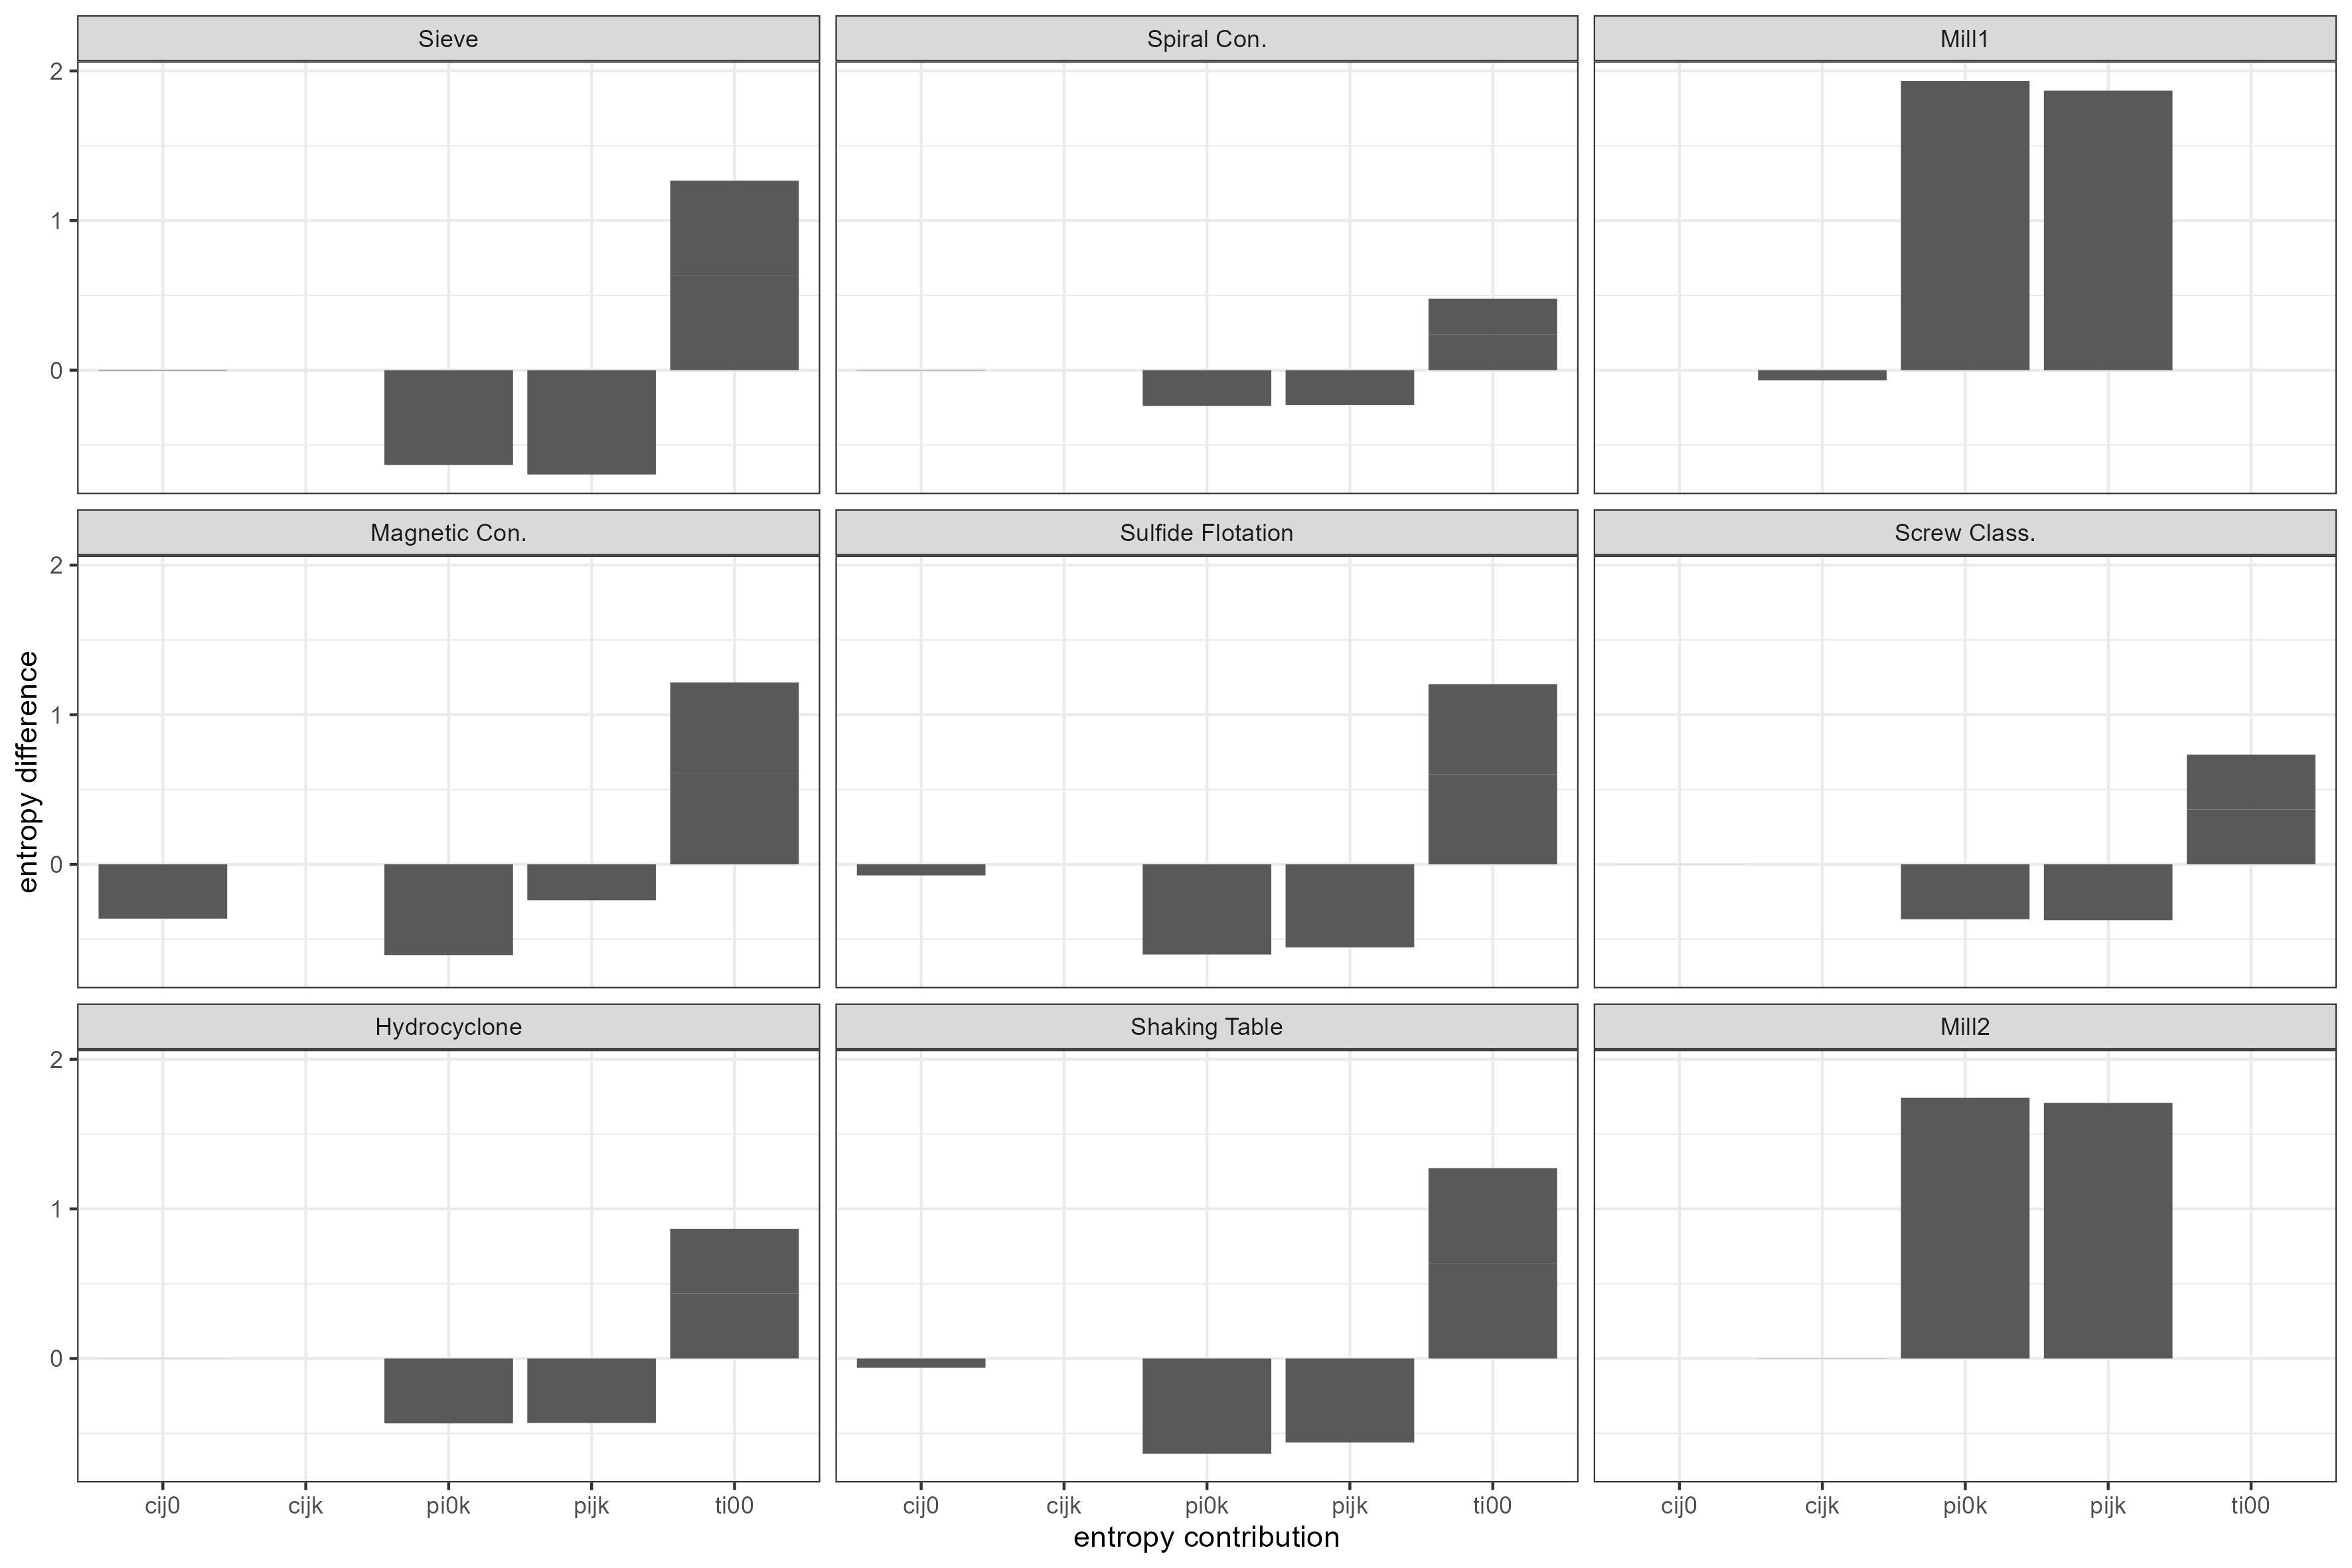 Sieve
Spiral Con.
Mill1
2
1
0
Magnetic Con.
Sulfide Flotation
Screw Class.
2
1
0
entropy difference
Hydrocyclone
Shaking Table
Mill2
2
1
0
cij0 cijk pi0k pijk ti00
cij0 cijk pi0k pijk ti00
cij0 cijk pi0k pijk ti00
entropy contribution